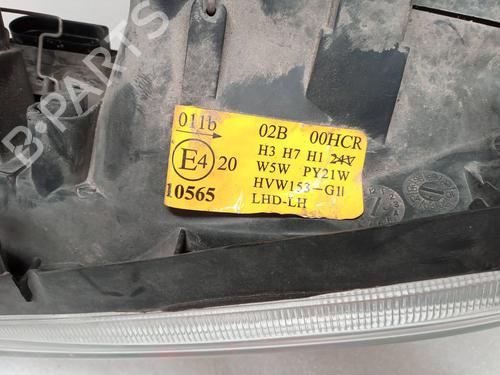 B-PARTS
011b 02B 00HCR
H3 H7 H1 24V
E4 20 W5W PY21W
HVW153-G11
10565 LHD-LH